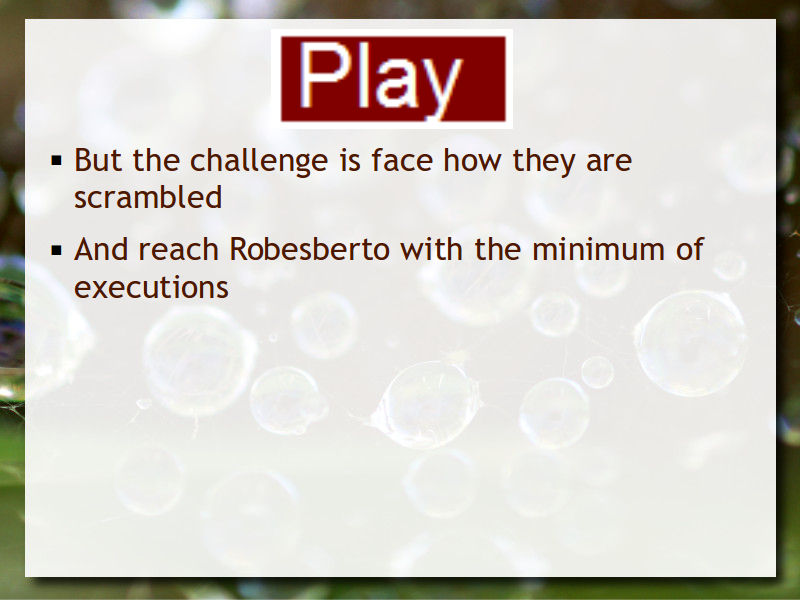 Play
▪ But the challenge is face how they are
scrambled
▪ And reach Robesberto with the minimum of
executions